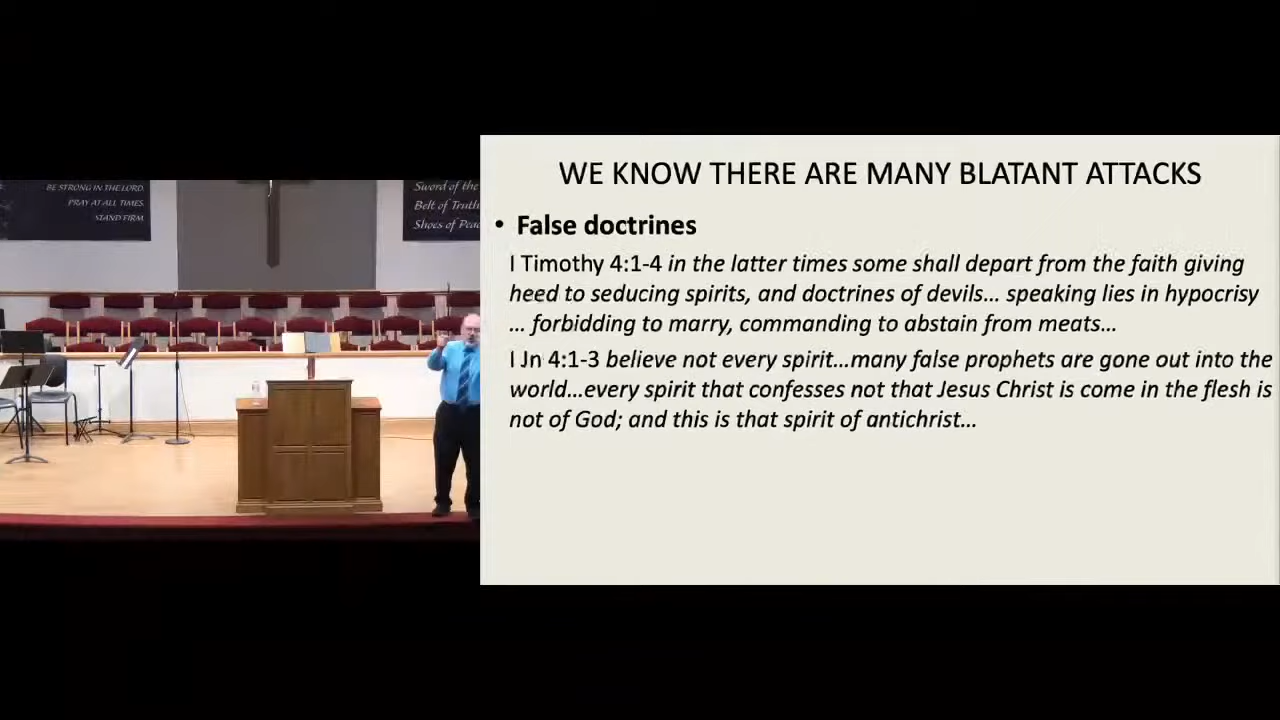 BE STRONG IN THE LORD.
PRAY AT ALL TIMES.
STAND FIRM.
Sword of the
Belt of Truth
Shoes of Peac
WE KNOW THERE ARE MANY BLATANT ATTACKS
• False doctrines
I Timothy 4:1-4 in the latter times some shall depart from the faith giving
heed to seducing spirits, and doctrines of devils... speaking lies in hypocrisy
... forbidding to marry, commanding to abstain from meats...
I Jn 4:1-3 believe not every spirit...many false prophets are gone out into the
world...every spirit that confesses not that Jesus Christ is come in the flesh is
not of God; and this is that spirit of antichrist...